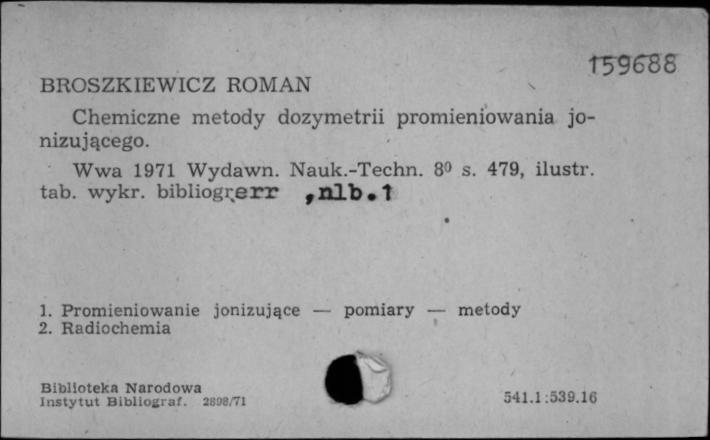 159688
BROSZKIEWICZ ROMAN
Chemiczne metody dozymetrii promieniowania jo-
nizującego.
Wwa 1971 Wydawn. Nauk.-Techn. 8⁰ s. 479, ilustr.
tab. wykr. bibliogr.err ,nlb.1
1. Promieniowanie jonizujące — pomiary — metody
2. Radiochemia
Biblioteka Narodowa
Instytut Bibliograf. 2898/71
541.1:539.16